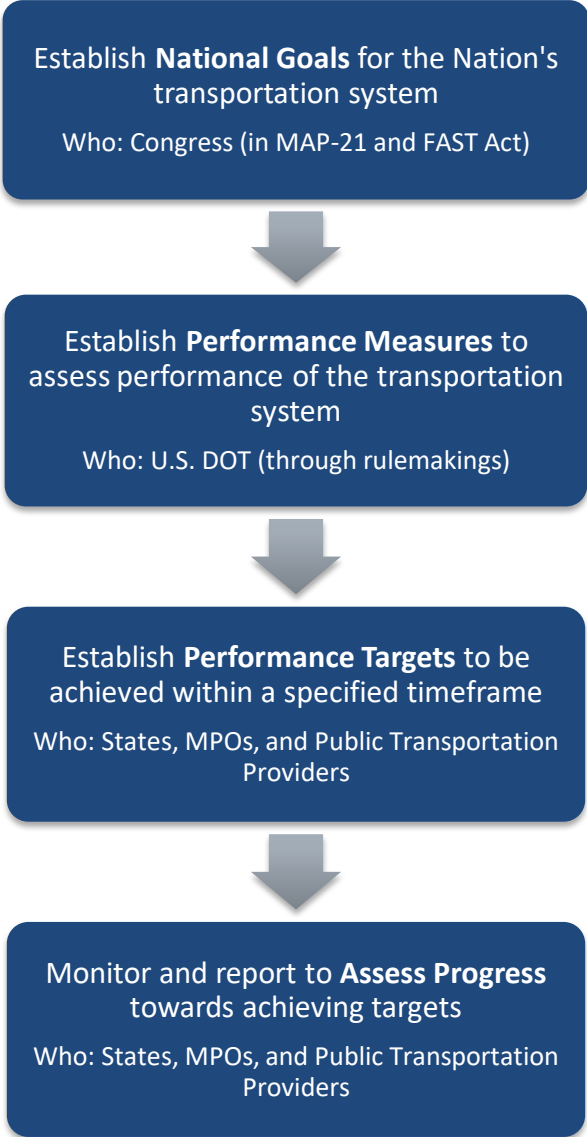 Establish National Goals for the Nation's
transportation system
Who: Congress (in MAP-21 and FAST Act)
Establish Performance Measures to
assess performance of the transportation
system
Who: U.S. DOT (through rulemakings)
Establish Performance Targets to be
achieved within a specified timeframe
Who: States, MPOs, and Public Transportation
Providers
Monitor and report to Assess Progress
towards achieving targets
Who: States, MPOs, and Public Transportation
Providers